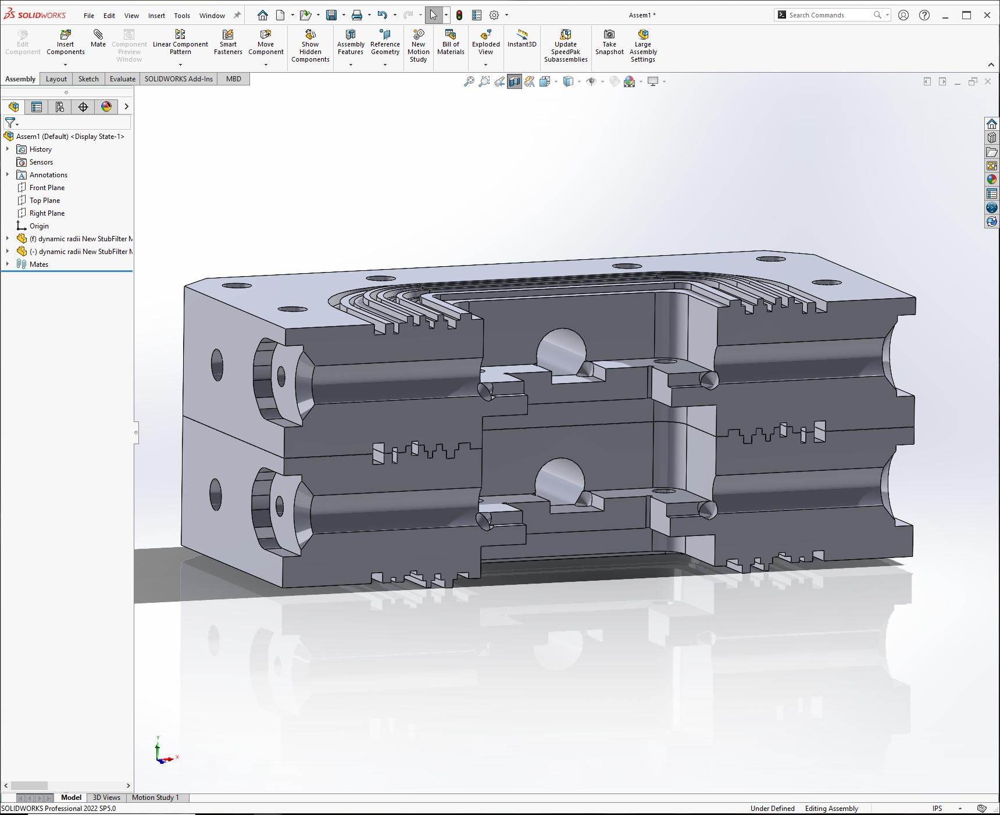 SOLIDWORKS
File Edit View Insert Tools Window
Assem1 *
Search Commands
Edit Component
Insert Components
Mate
Component Preview Window
Linear Component Pattern
Smart Fasteners
Move Component
Show Hidden Components
Assembly Features
Reference Geometry
New Motion Study
Bill of Materials
Exploded View
Instant3D
Update SpeedPak Subassemblies
Take Snapshot
Large Assembly Settings
Assembly Layout Sketch Evaluate SOLIDWORKS Add-Ins MBD
Assem1 (Default) <Display State-1>
History
Sensors
Annotations
Front Plane
Top Plane
Right Plane
Origin
(f) dynamic radii New StubFilter M
(-) dynamic radii New StubFilter M
Mates
Y
X
Model 3D Views Motion Study 1
SOLIDWORKS Professional 2022 SP5.0
Under Defined Editing Assembly IPS